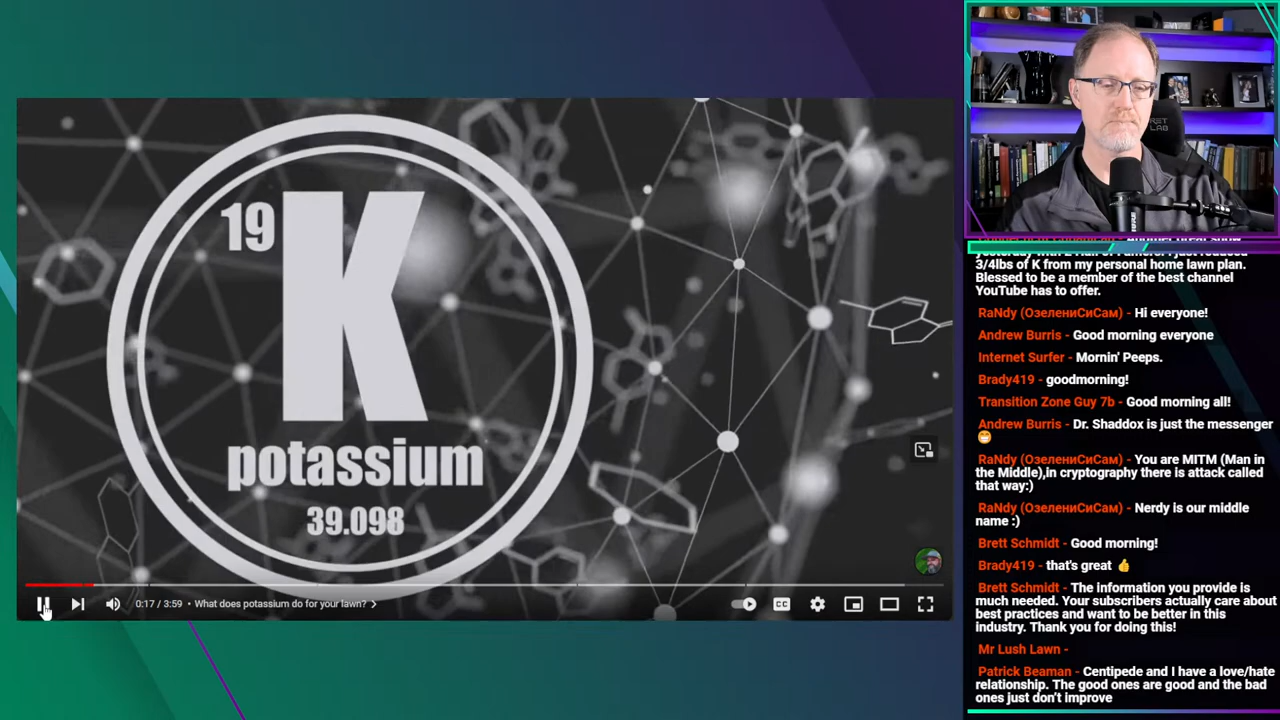 19
K
potassium
39.098
0:17 / 3:59 • What does potassium do for your lawn? >
CC
3/4lbs of K from my personal home lawn plan.
Blessed to be a member of the best channel
YouTube has to offer.
RaNdy (ОзелениСиСам) - Hi everyone!
Andrew Burris - Good morning everyone
Internet Surfer - Mornin' Peeps.
Brady419 - goodmorning!
Transition Zone Guy 7b - Good morning all!
Andrew Burris - Dr. Shaddox is just the messenger
😁
RaNdy (ОзелениСиСам) - You are MITM (Man in
the Middle),in cryptography there is attack called
that way:)
RaNdy (ОзелениСиСам) - Nerdy is our middle
name :)
Brett Schmidt - Good morning!
Brady419 - that's great 👍
Brett Schmidt - The information you provide is
much needed. Your subscribers actually care about
best practices and want to be better in this
industry. Thank you for doing this!
Mr Lush Lawn -
Patrick Beaman - Centipede and I have a love/hate
relationship. The good ones are good and the bad
ones just don't improve